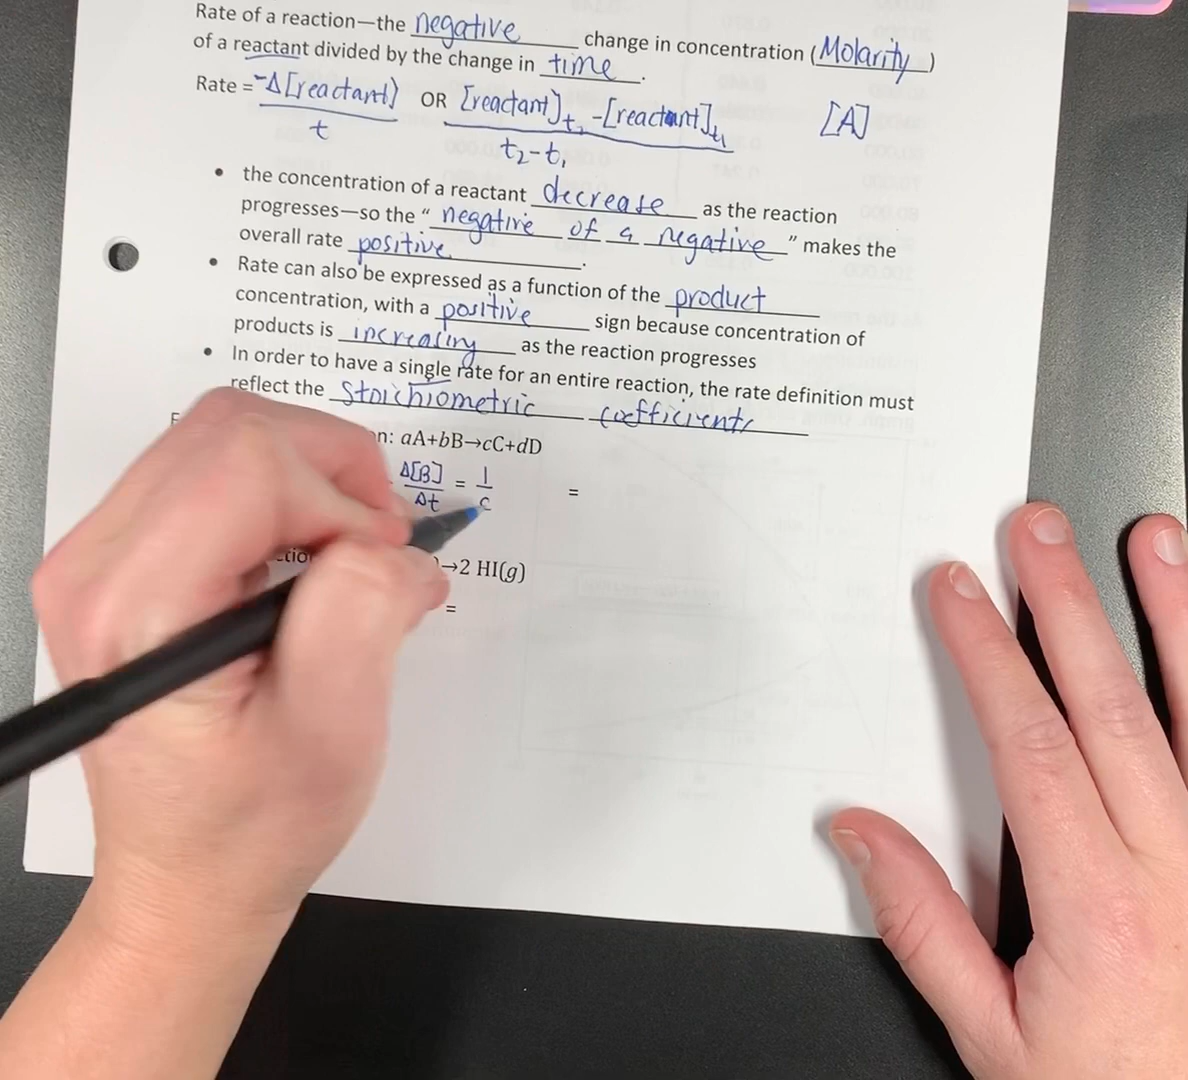 Rate of a reaction—the negative change in concentration (Molarity)
of a reactant divided by the change in time.
Rate = -Δ[reactant] / t OR [reactant]t₂ - [reactant]t₁ / t₂-t₁ [A]
• the concentration of a reactant decrease as the reaction
progresses—so the "negative of a negative" makes the
overall rate positive.
• Rate can also be expressed as a function of the product
concentration, with a positive sign because concentration of
products is increasing as the reaction progresses
• In order to have a single rate for an entire reaction, the rate definition must
reflect the Stoichiometric coefficients
n: aA+bB→cC+dD
Δ[B]/Δt = 1/c =
→2 HI(g)
=